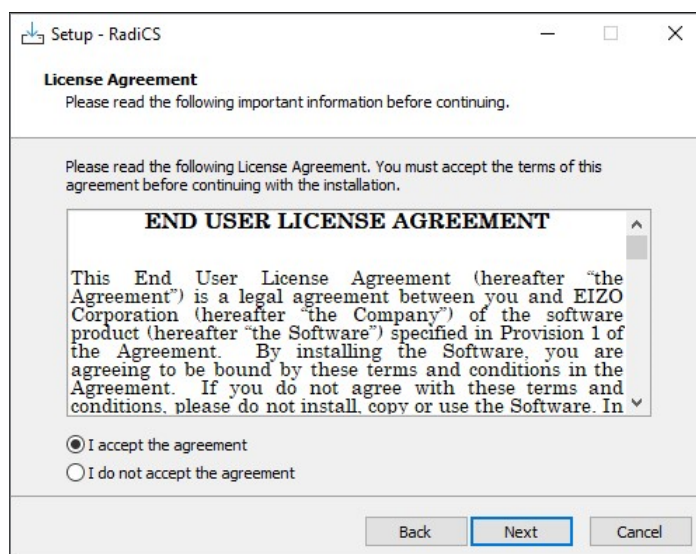 Setup - RadiCS
License Agreement
Please read the following important information before continuing.
Please read the following License Agreement. You must accept the terms of this
agreement before continuing with the installation.
END USER LICENSE AGREEMENT
This End User License Agreement (hereafter “the
Agreement”) is a legal agreement between you and EIZO
Corporation (hereafter “the Company”) of the software
product (hereafter “the Software”) specified in Provision 1 of
the Agreement. By installing the Software, you are
agreeing to be bound by these terms and conditions in the
Agreement. If you do not agree with these terms and
conditions, please do not install, copy or use the Software. In
I accept the agreement
I do not accept the agreement
Back Next Cancel